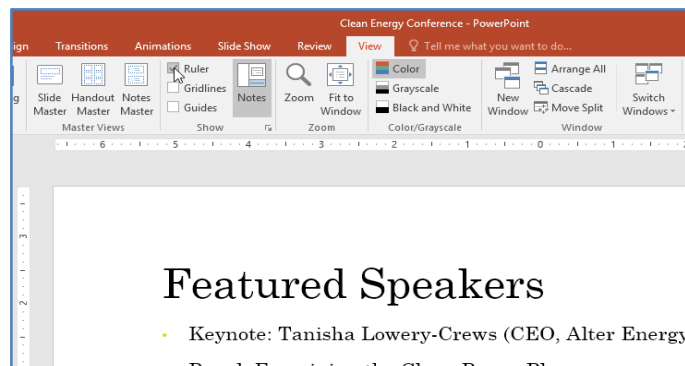 Clean Energy Conference - PowerPoint
ign Transitions Animations Slide Show Review View Tell me what you want to do...
g Slide Master Handout Master Notes Master
Ruler
Gridlines
Guides
Notes
Zoom Fit to Window
Color
Grayscale
Black and White
New Window
Arrange All
Cascade
Move Split
Switch Windows
Master Views Show Zoom Color/Grayscale Window
6 5 4 3 2 1 0 1 2
3
2
Featured Speakers
• Keynote: Tanisha Lowery-Crews (CEO, Alter Energy